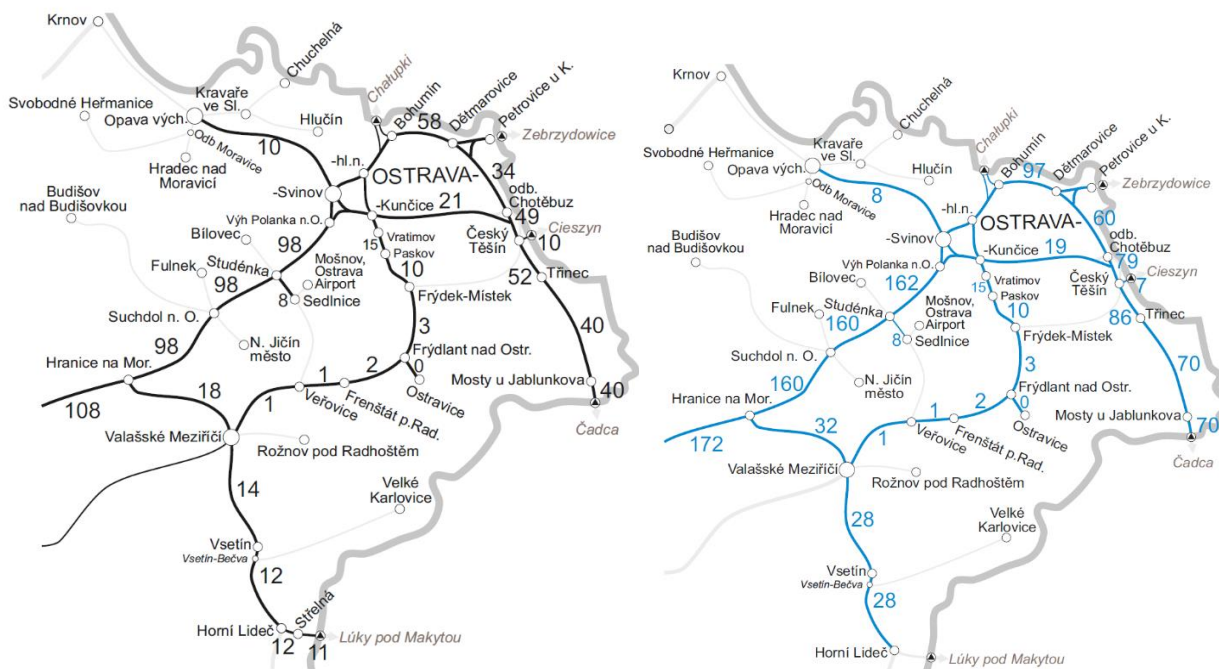 Krnov
Chuchelná
Chałupki
Svobodné Heřmanice
Kravaře
ve Sl.
Opava vých.
Hlučín
Bohumín
58
Dětmarovice
Petrovice u K.
Zebrzydowice
Odb Moravice
10
Hradec nad
Moravicí
-hl.n.
34
OSTRAVA-
-Svinov
Budišov
nad Budišovkou
21
-Kunčice
odb.
Chotěbuz
49
Výh Polanka n.O.
Cieszyn
Český
Těšín
10
Bílovec
98
15
Vratimov
Paskov
Mošnov,
Ostrava
Airport
Fulnek
Studénka
98
10
52
Třinec
8
Sedlnice
Frýdek-Místek
Suchdol n. O.
98
N. Jičín
město
3
40
Hranice na Mor.
Frýdlant nad Ostr.
2
0
1
18
108
1
Veřovice
Frenštát p.Rad.
Ostravice
Mosty u Jablunkova
40
Čadca
Valašské Meziříčí
Rožnov pod Radhoštěm
14
Velké
Karlovice
Vsetín
Vsetín-Bečva
12
Střelná
Horní Lideč
12
11
Lúky pod Makytou
Krnov
Chuchelná
Chałupki
Svobodné Heřmanice
Kravaře
ve Sl.
Opava vých.
Hlučín
Bohumín
97
Dětmarovice
Petrovice u K.
Zebrzydowice
Odb Moravice
8
Hradec nad
Moravicí
-hl.n.
60
OSTRAVA-
-Svinov
Budišov
nad Budišovkou
19
-Kunčice
odb.
Chotěbuz
79
Výh Polanka n.O.
Cieszyn
Český
Těšín
7
Bílovec
162
15
Vratimov
Paskov
Mošnov,
Ostrava
Airport
Fulnek
Studénka
160
10
86
Třinec
8
Sedlnice
Frýdek-Místek
Suchdol n. O.
160
N. Jičín
město
3
70
Hranice na Mor.
Frýdlant nad Ostr.
2
0
1
32
172
1
Veřovice
Frenštát p.Rad.
Ostravice
Mosty u Jablunkova
70
Čadca
Valašské Meziříčí
Rožnov pod Radhoštěm
28
Velké
Karlovice
Vsetín
Vsetín-Bečva
28
Horní Lideč
Lúky pod Makytou